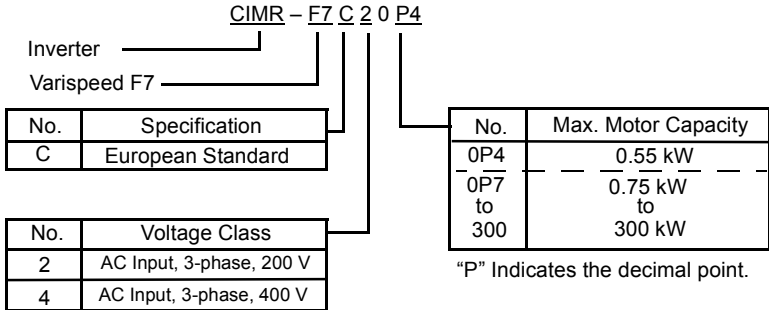 CIMR – F7 C 2 0 P4
Inverter
Varispeed F7
No. Specification
C European Standard
No. Voltage Class
2 AC Input, 3-phase, 200 V
4 AC Input, 3-phase, 400 V
No. Max. Motor Capacity
0P4 0.55 kW
0P7 0.75 kW
to to
300 300 kW
“P” Indicates the decimal point.